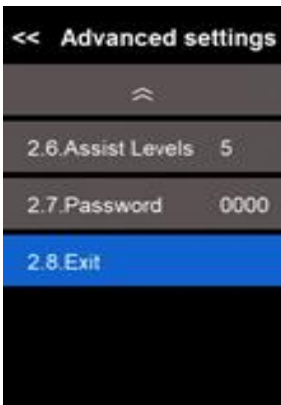 << Advanced settings
2.6.Assist Levels 5
2.7.Password 0000
2.8.Exit